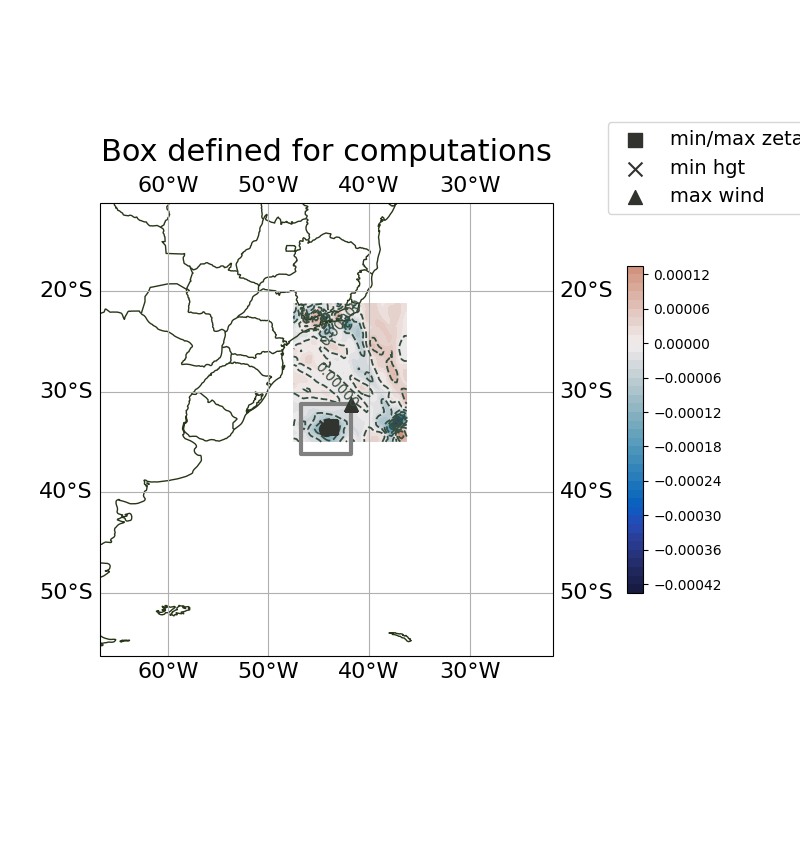 Box defined for computations
min/max zeta
min hgt
max wind
60°W 50°W 40°W 30°W
20°S 20°S
30°S 30°S
40°S 40°S
50°S 50°S
60°W 50°W 40°W 30°W
0.00012
0.00006
0.00000
−0.00006
−0.00012
−0.00018
−0.00024
−0.00030
−0.00036
−0.00042